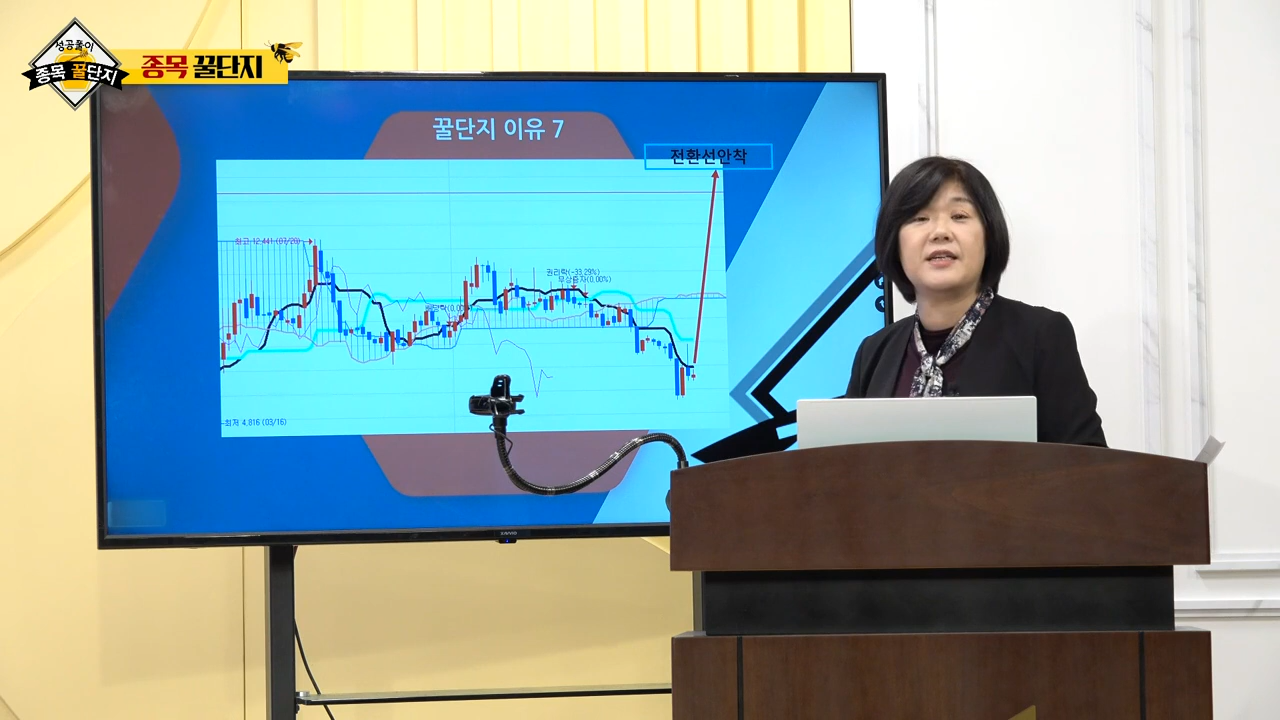 성공풀이
종목 꿀단지
종목 꿀단지
꿀단지 이유 7
전환선안착
최고 12,441 (07/20)
권리락(-33.29%)
무상증자(0.00%)
최저 4,816 (03/16)